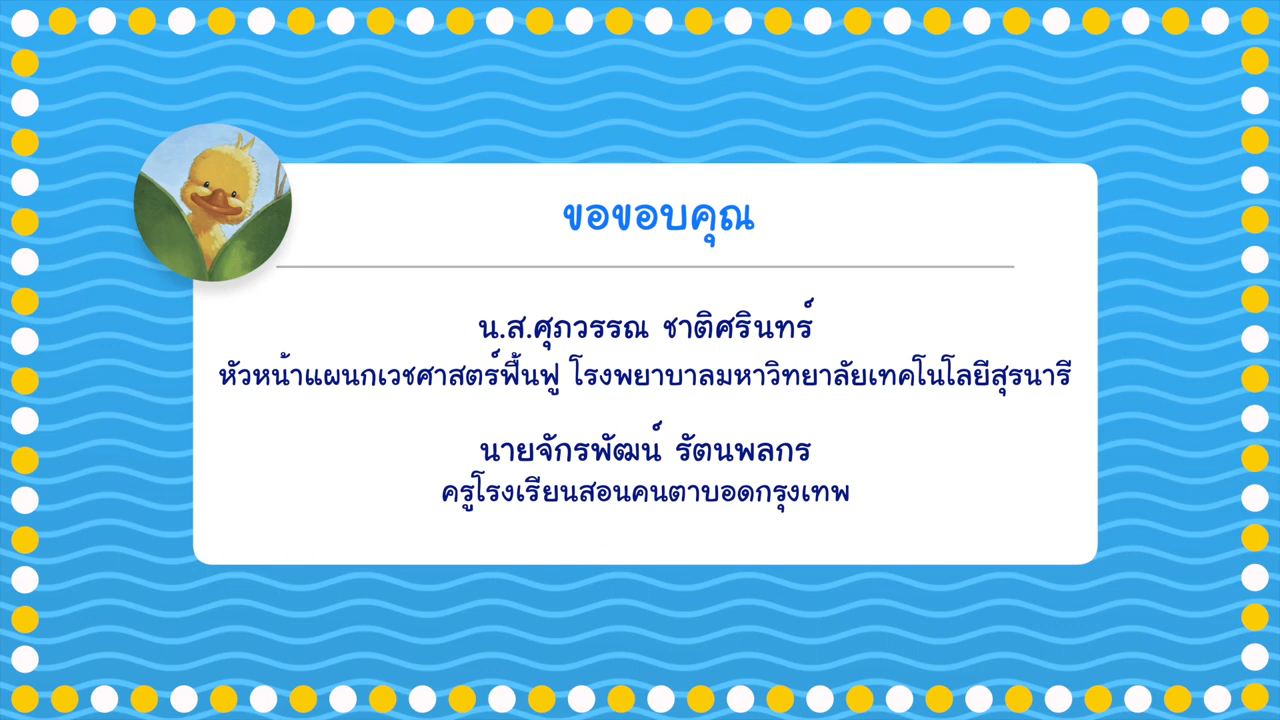 ขอขอบคุณ
น.ส.ศุภวรรณ ชาติศรินทร์
หัวหน้าแผนกเวชศาสตร์ฟื้นฟู โรงพยาบาลมหาวิทยาลัยเทคโนโลยีสุรนารี
นายจักรพัฒน์ รัตนพลกร
ครูโรงเรียนสอนคนตาบอดกรุงเทพ